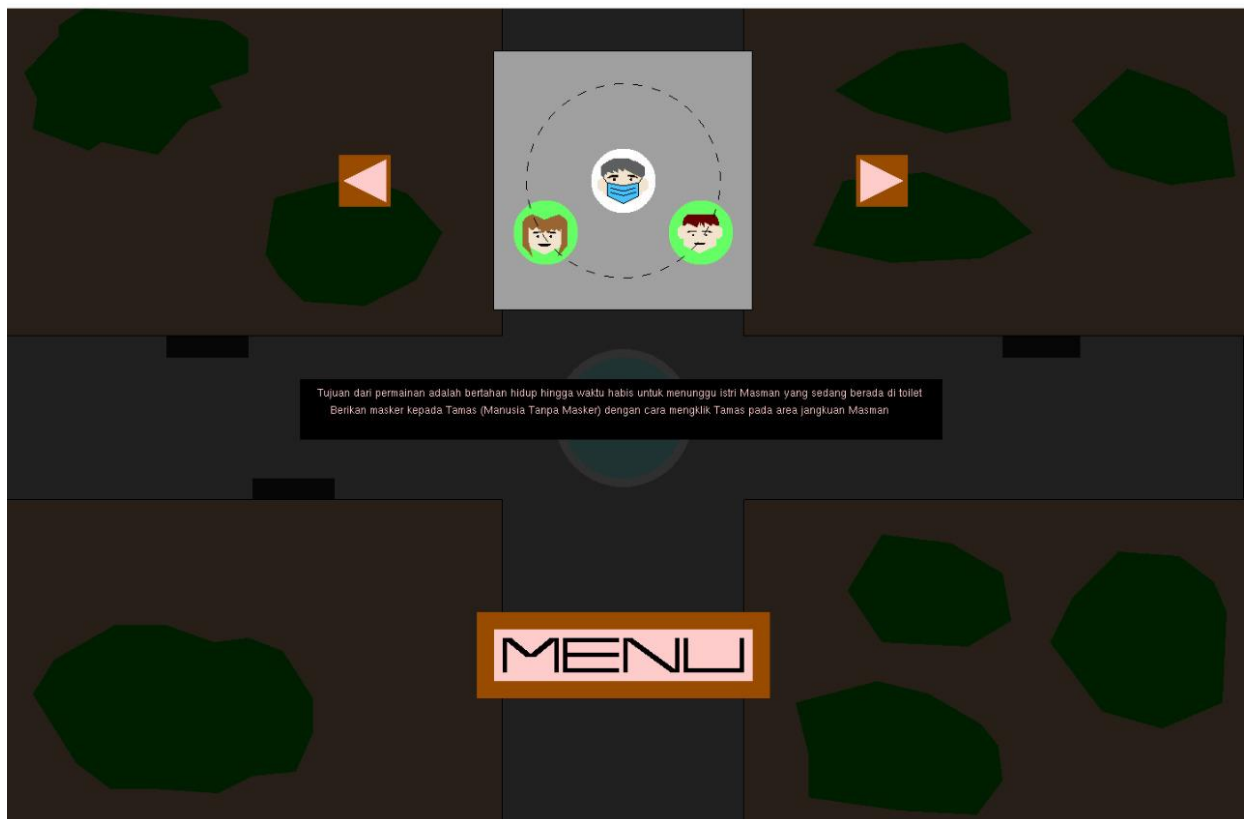 Tujuan dari permainan adalah bertahan hidup hingga waktu habis untuk menunggu istri Masman yang sedang berada di toilet
Berikan masker kepada Tamas (Manusia Tanpa Masker) dengan cara mengklik Tamas pada area jangkuan Masman
MENU